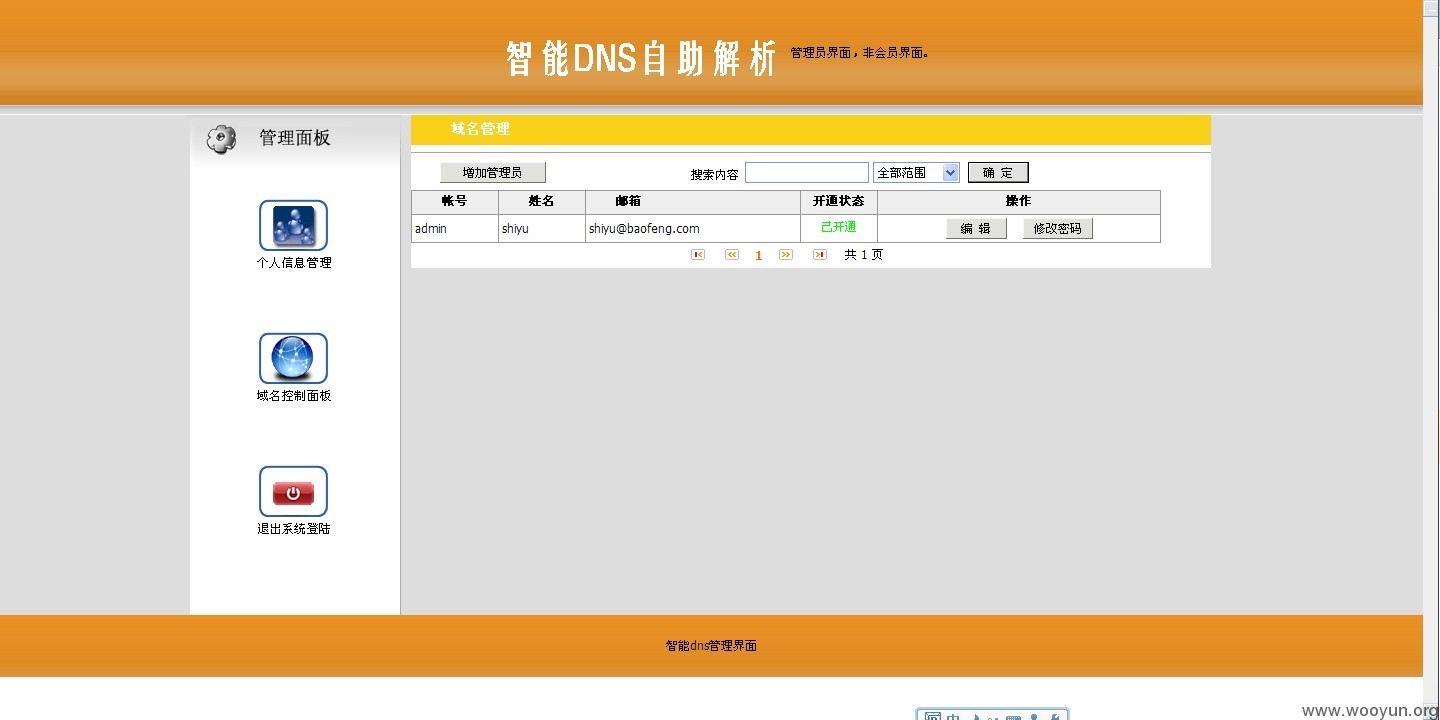 智能DNS自助解析 管理员界面，非会员界面。
管理面板
域名管理
增加管理员 搜索内容 全部范围 确 定
帐号 姓名 邮箱 开通状态 操作
admin shiyu shiyu@baofeng.com 已开通 编 辑 修改密码
1 共 1 页
个人信息管理
域名控制面板
退出系统登陆
智能dns管理界面
中
www.wooyun.org